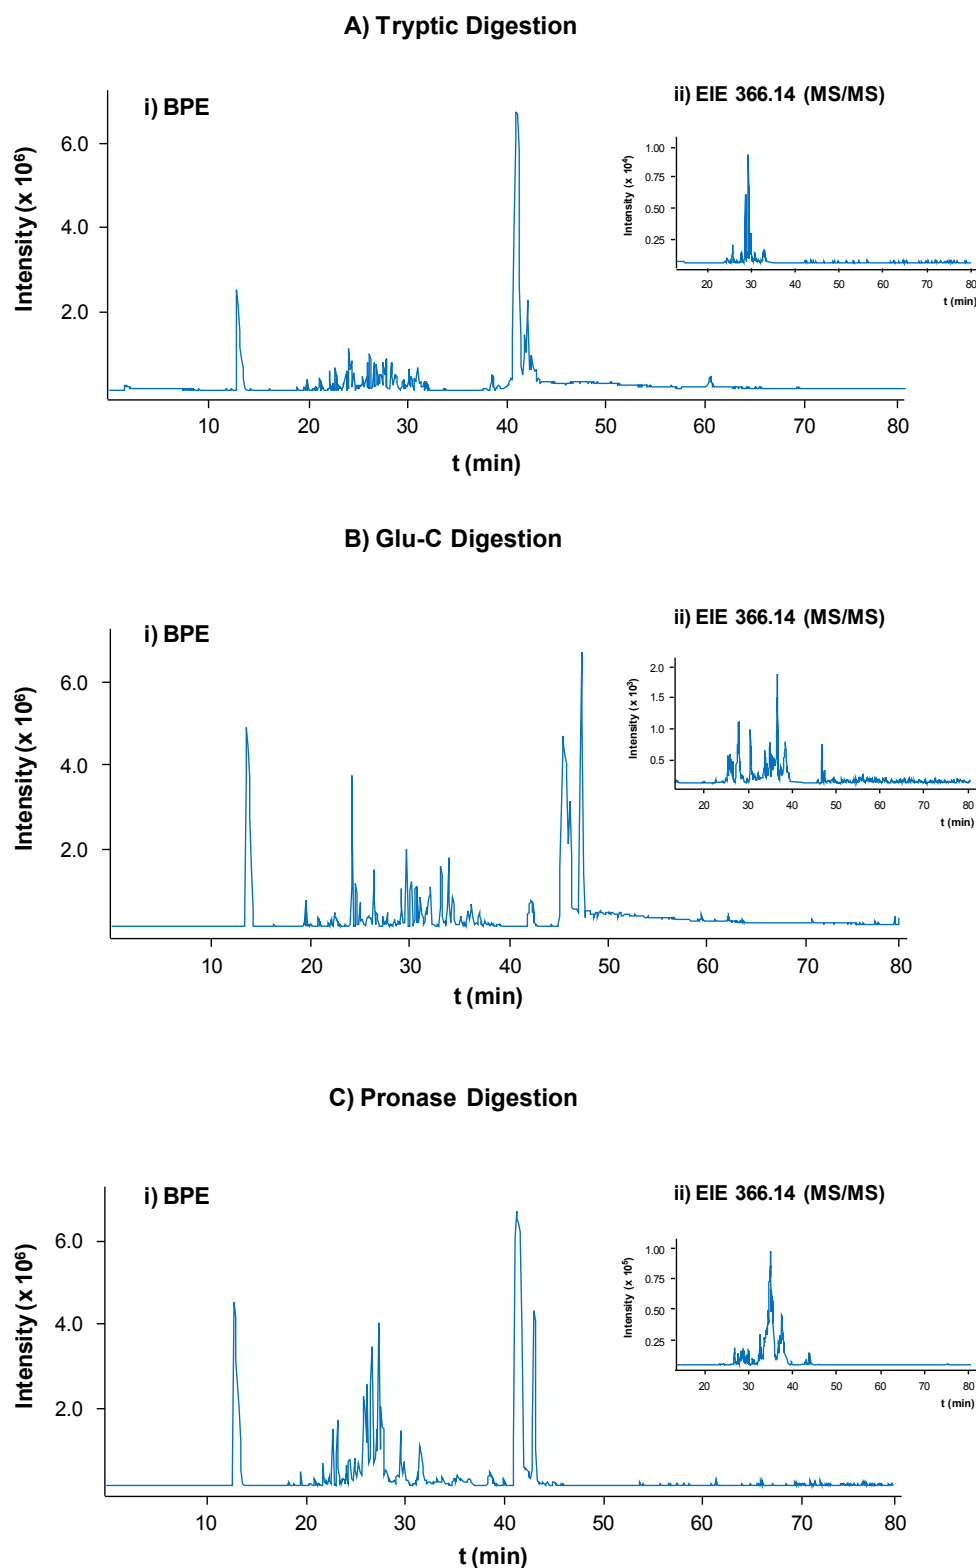 A) Tryptic Digestion
i) BPE
Intensity (x 10⁶)
6.0
4.0
2.0
10 20 30 40 50 60 70 80
t (min)
ii) EIE 366.14 (MS/MS)
Intensity (x 10⁴)
1.00
0.75
0.50
0.25
20 30 40 50 60 70 80
t (min)
B) Glu-C Digestion
i) BPE
Intensity (x 10⁶)
6.0
4.0
2.0
10 20 30 40 50 60 70 80
t (min)
ii) EIE 366.14 (MS/MS)
Intensity (x 10³)
2.0
1.5
1.0
0.5
20 30 40 50 60 70 80
t (min)
C) Pronase Digestion
i) BPE
Intensity (x 10⁶)
6.0
4.0
2.0
10 20 30 40 50 60 70 80
t (min)
ii) EIE 366.14 (MS/MS)
Intensity (x 10⁵)
1.00
0.75
0.50
0.25
20 30 40 50 60 70 80
t (min)